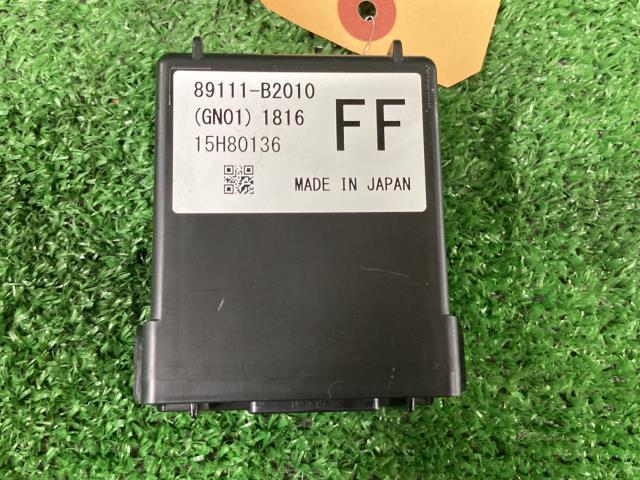 89111-B2010
(GN01) 1816
FF
15H80136
MADE IN JAPAN